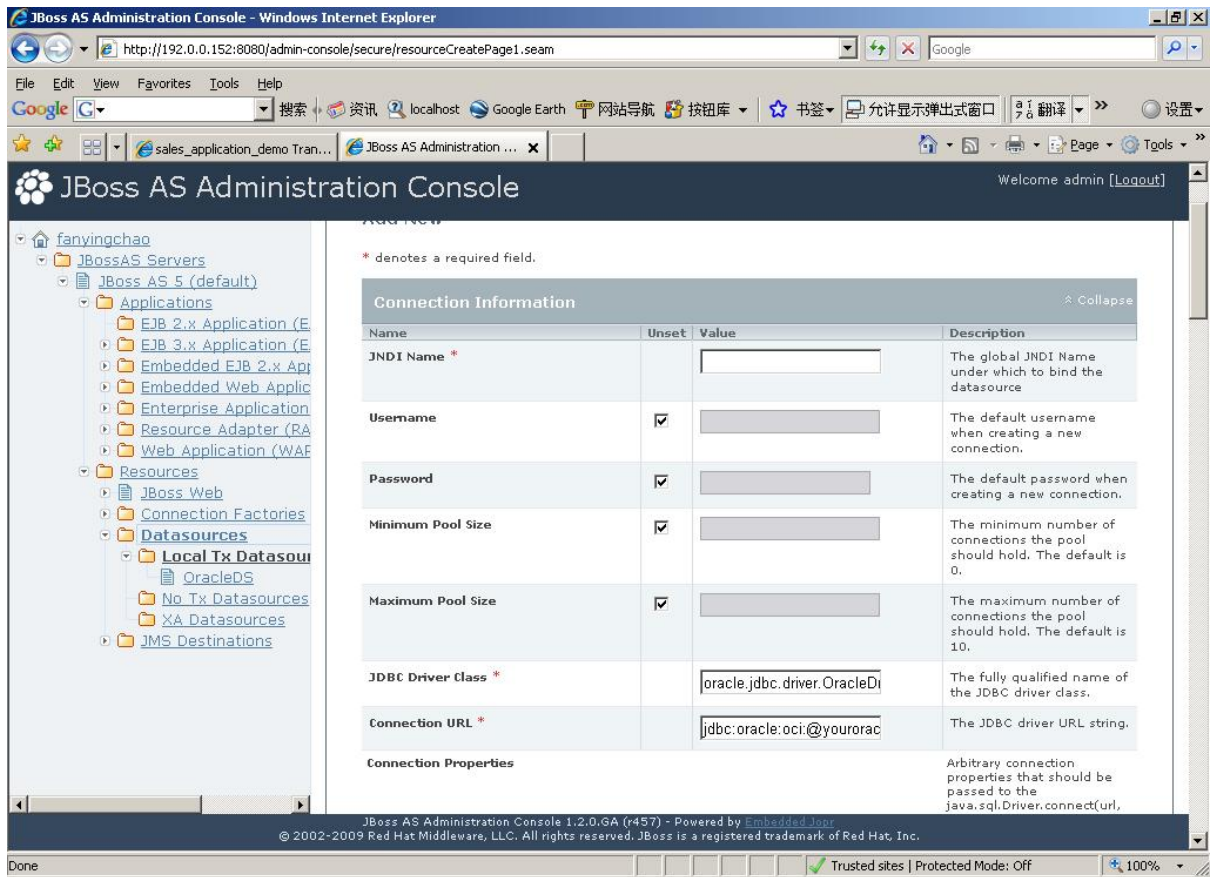 JBoss AS Administration Console - Windows Internet Explorer
http://192.0.0.152:8080/admin-console/secure/resourceCreatePage1.seam
Google
File Edit View Favorites Tools Help
Google G 搜索 资讯 localhost Google Earth 网站导航 按钮库 书签 允许显示弹出式窗口 翻译 » 设置
sales_application_demo Tran... JBoss AS Administration ... Page Tools »
JBoss AS Administration Console
Welcome admin [Logout]
fanyingchao
JBossAS Servers
JBoss AS 5 (default)
Applications
EJB 2.x Application (E
EJB 3.x Application (E
Embedded EJB 2.x App
Embedded Web Applic
Enterprise Application
Resource Adapter (RA
Web Application (WAR
Resources
JBoss Web
Connection Factories
Datasources
Local Tx Datasour
OracleDS
No Tx Datasources
XA Datasources
JMS Destinations
Add New
* denotes a required field.
Connection Information
Collapse
Name Unset Value Description
JNDI Name *
The global JNDI Name
under which to bind the
datasource
Username
The default username
when creating a new
connection.
Password
The default password when
creating a new connection.
Minimum Pool Size
The minimum number of
connections the pool
should hold. The default is
0.
Maximum Pool Size
The maximum number of
connections the pool
should hold. The default is
10.
JDBC Driver Class *
oracle.jdbc.driver.OracleDr
The fully qualified name of
the JDBC driver class.
Connection URL *
jdbc:oracle:oci:@yourorac
The JDBC driver URL string.
Connection Properties
Arbitrary connection
properties that should be
passed to the
java.sql.Driver.connect(url,
JBoss AS Administration Console 1.2.0.GA (r457) - Powered by Embedded Jopr
© 2002-2009 Red Hat Middleware, LLC. All rights reserved. JBoss is a registered trademark of Red Hat, Inc.
Done
Trusted sites | Protected Mode: Off
100%